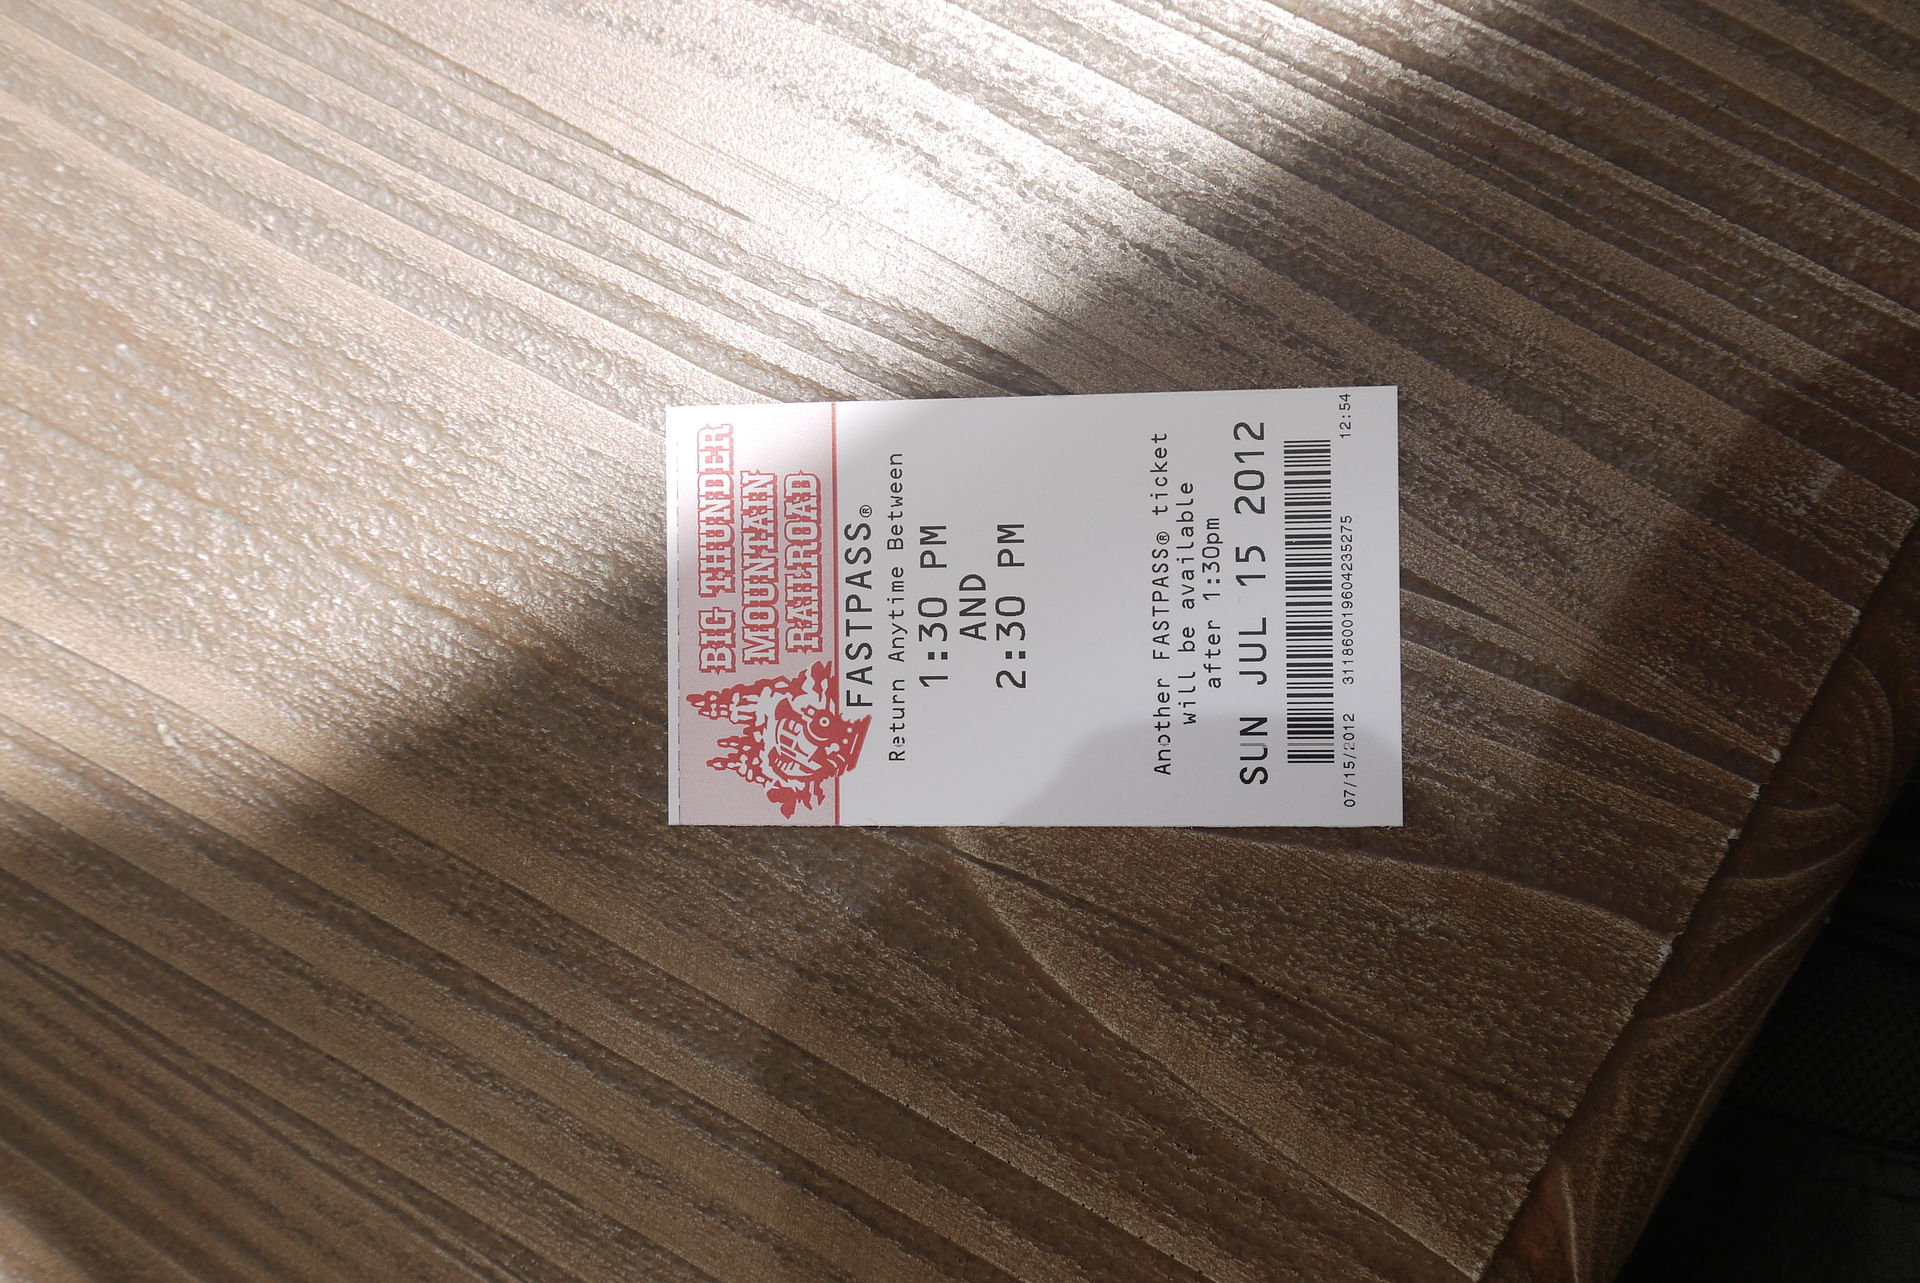 BIG THUNDER
MOUNTAIN
RAILROAD
FASTPASS®
Return Anytime Between
1:30 PM
AND
2:30 PM
Another FASTPASS® ticket
will be available
after 1:30pm
SUN JUL 15 2012
07/15/2012 311860019604235275 12:54